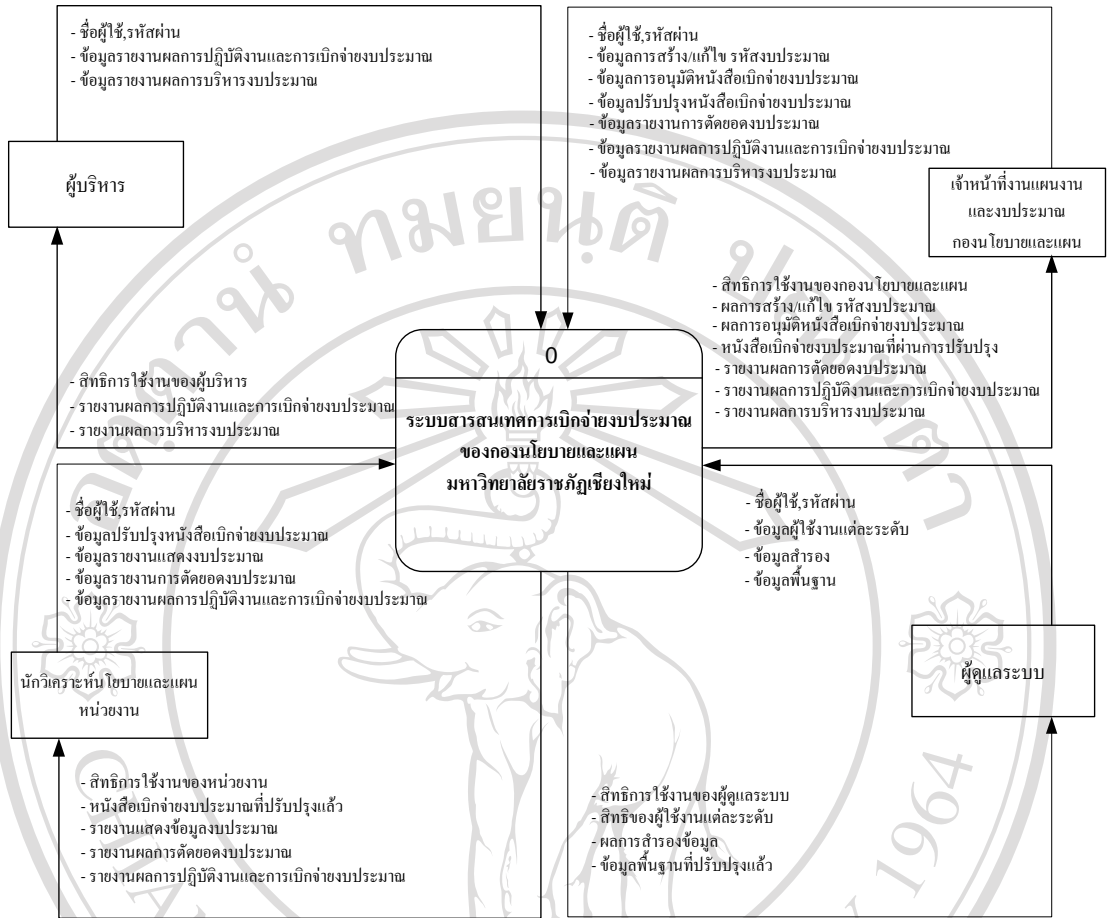 - ชื่อผู้ใช้,รหัสผ่าน
- ข้อมูลรายงานผลการปฏิบัติงานและการเบิกจ่ายงบประมาณ
- ข้อมูลรายงานผลการบริหารงบประมาณ
- ชื่อผู้ใช้,รหัสผ่าน
- ข้อมูลการสร้าง/แก้ไข รหัสงบประมาณ
- ข้อมูลการอนุมัติหนังสือเบิกจ่ายงบประมาณ
- ข้อมูลปรับปรุงหนังสือเบิกจ่ายงบประมาณ
- ข้อมูลรายงานการตัดยอดงบประมาณ
- ข้อมูลรายงานผลการปฏิบัติงานและการเบิกจ่ายงบประมาณ
- ข้อมูลรายงานผลการบริหารงบประมาณ
ผู้บริหาร
เจ้าหน้าที่งานแผนงาน
และงบประมาณ
กองนโยบายและแผน
- สิทธิการใช้งานของผู้บริหาร
- รายงานผลการปฏิบัติงานและการเบิกจ่ายงบประมาณ
- รายงานผลการบริหารงบประมาณ
0
ระบบสารสนเทศการเบิกจ่ายงบประมาณ
ของกองนโยบายและแผน
มหาวิทยาลัยราชภัฏเชียงใหม่
- สิทธิการใช้งานของกองนโยบายและแผน
- ผลการสร้าง/แก้ไข รหัสงบประมาณ
- ผลการอนุมัติหนังสือเบิกจ่ายงบประมาณ
- หนังสือเบิกจ่ายงบประมาณที่ผ่านการปรับปรุง
- รายงานผลการตัดยอดงบประมาณ
- รายงานผลการปฏิบัติงานและการเบิกจ่ายงบประมาณ
- รายงานผลการบริหารงบประมาณ
- ชื่อผู้ใช้,รหัสผ่าน
- ข้อมูลปรับปรุงหนังสือเบิกจ่ายงบประมาณ
- ข้อมูลรายงานแสดงงบประมาณ
- ข้อมูลรายงานการตัดยอดงบประมาณ
- ข้อมูลรายงานผลการปฏิบัติงานและการเบิกจ่ายงบประมาณ
- ชื่อผู้ใช้,รหัสผ่าน
- ข้อมูลผู้ใช้งานแต่ละระดับ
- ข้อมูลสำรอง
- ข้อมูลพื้นฐาน
นักวิเคราะห์นโยบายและแผน
หน่วยงาน
ผู้ดูแลระบบ
- สิทธิการใช้งานของหน่วยงาน
- หนังสือเบิกจ่ายงบประมาณที่ปรับปรุงแล้ว
- รายงานแสดงข้อมูลงบประมาณ
- รายงานผลการตัดยอดงบประมาณ
- รายงานผลการปฏิบัติงานและการเบิกจ่ายงบประมาณ
- สิทธิการใช้งานของผู้ดูแลระบบ
- สิทธิของผู้ใช้งานแต่ละระดับ
- ผลการสำรองข้อมูล
- ข้อมูลพื้นฐานที่ปรับปรุงแล้ว
อตฺตานํ ทมยนฺติ ปณฺฑิตา
1964